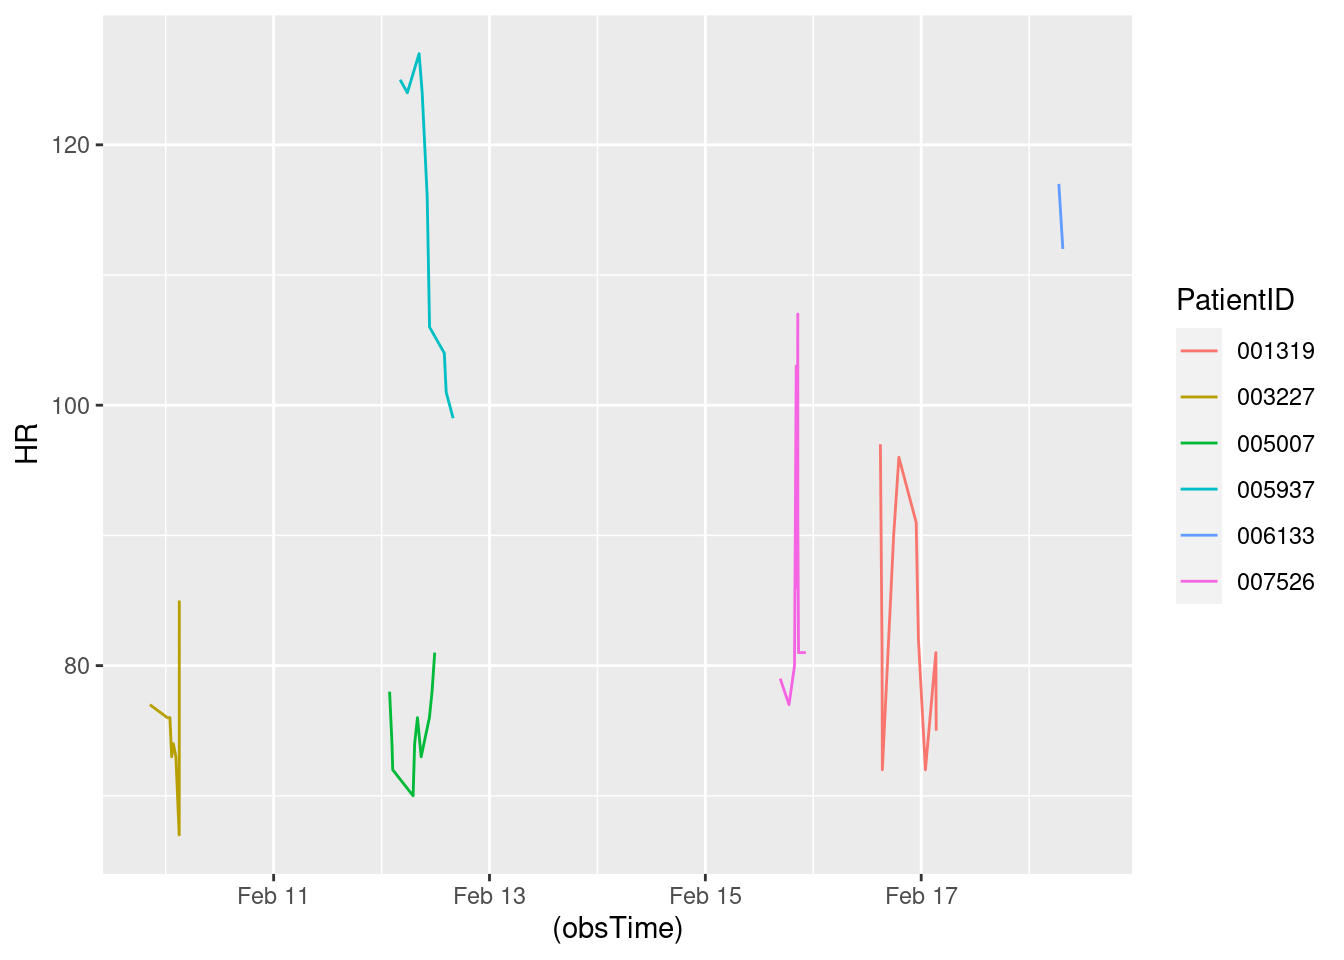 120
100
80
HR
Feb 11
Feb 13
Feb 15
Feb 17
(obsTime)
PatientID
001319
003227
005007
005937
006133
007526